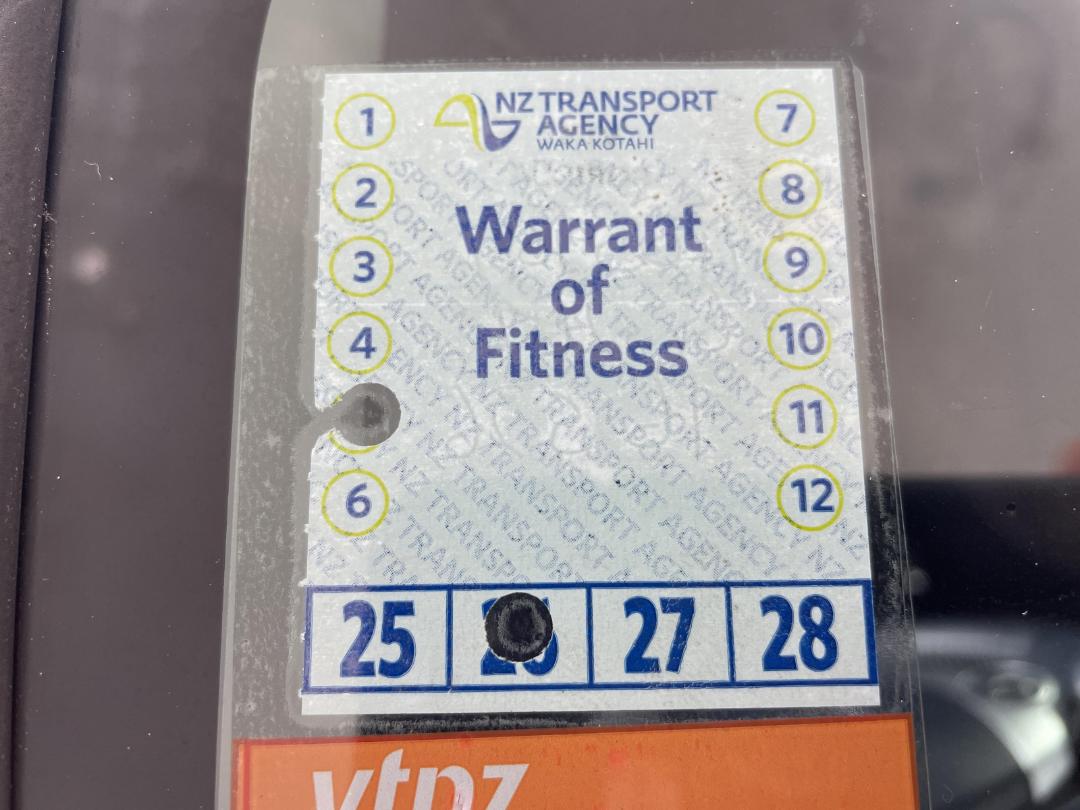 NZ TRANSPORT
AGENCY
WAKA KOTAHI
1
2
3
4
6
7
8
9
10
11
12
Warrant
of
Fitness
25
27
28
vtnz